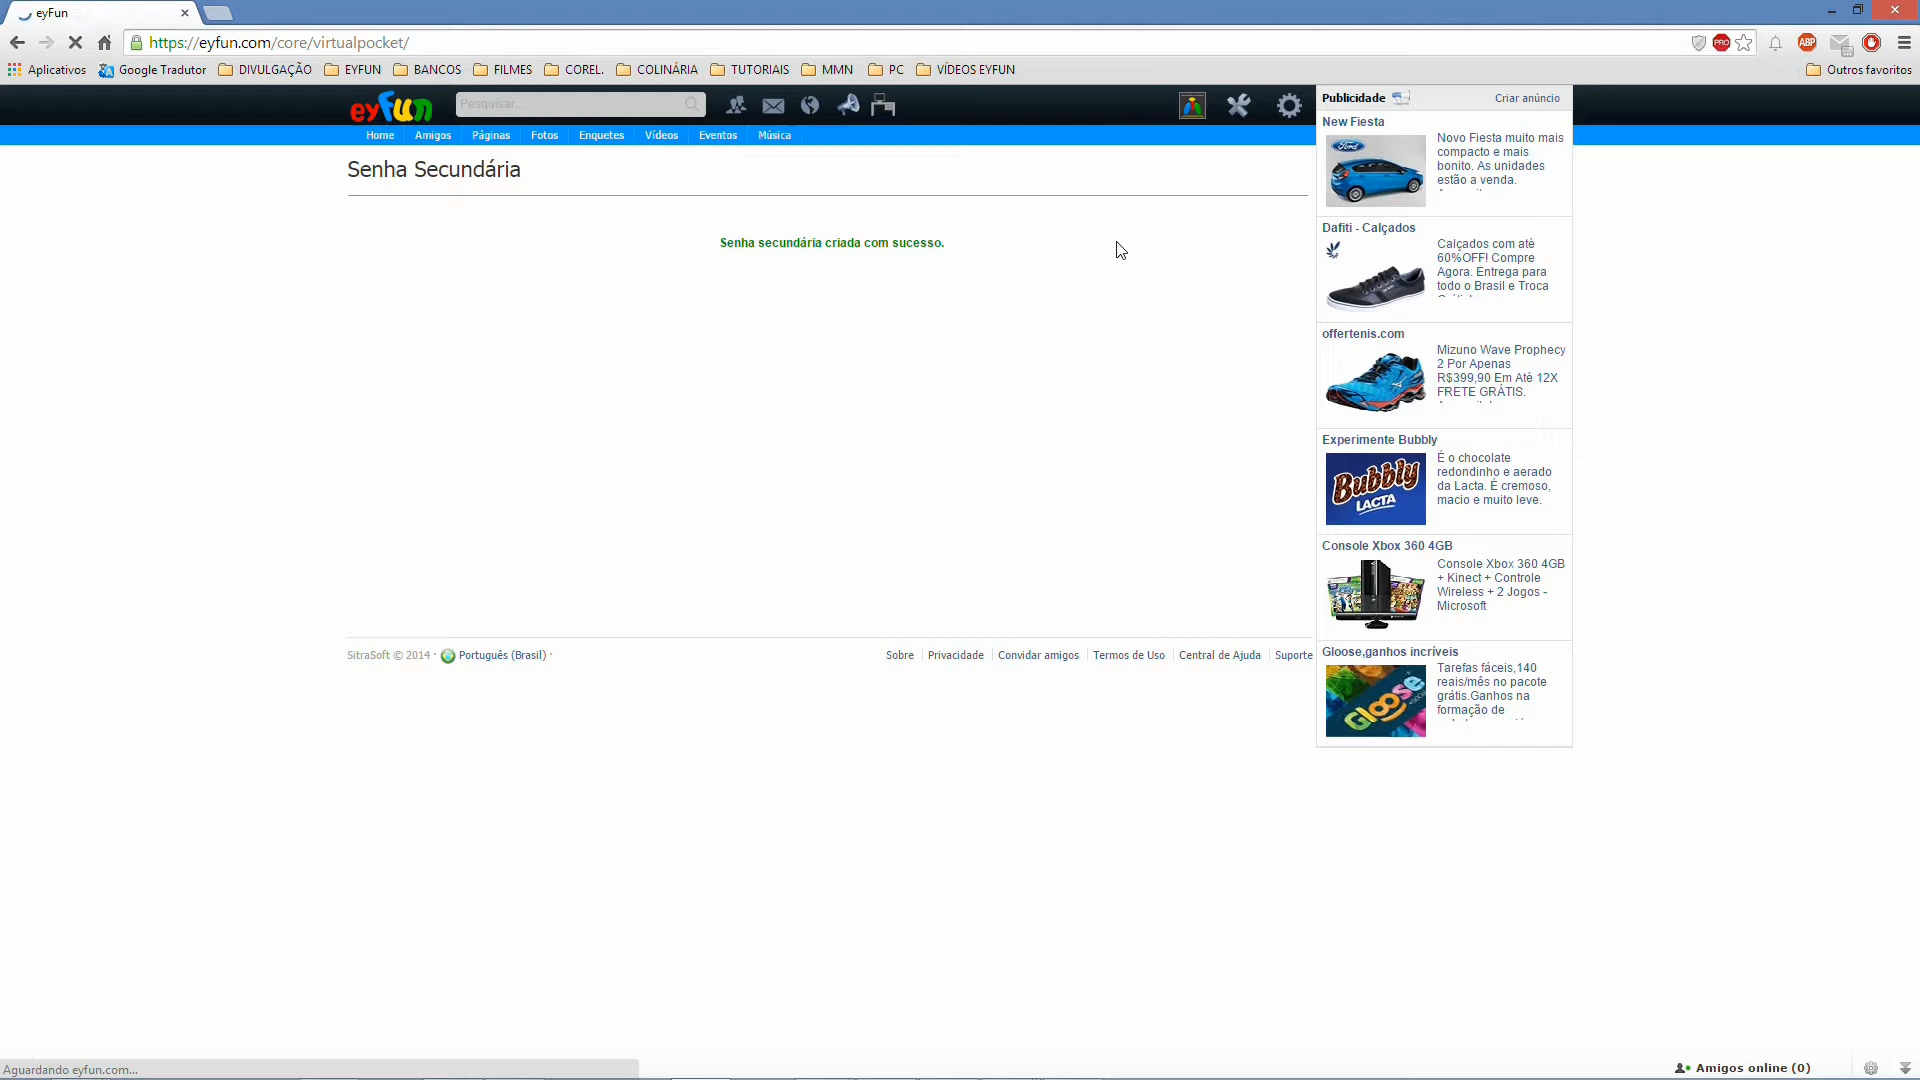 eyFun
https://eyfun.com/core/virtualpocket/
PRO
ABP
Aplicativos Google Tradutor DIVULGAÇÃO EYFUN BANCOS FILMES COREL. COLINÁRIA TUTORIAIS MMN PC VÍDEOS EYFUN Outros favoritos
eyFun Pesquisar...
Home Amigos Páginas Fotos Enquetes Vídeos Eventos Música
Senha Secundária
Senha secundária criada com sucesso.
Publicidade Criar anúncio
New Fiesta
Ford
Novo Fiesta muito mais
compacto e mais
bonito. As unidades
estão a venda.
Dafiti - Calçados
Calçados com até
60%OFF! Compre
Agora. Entrega para
todo o Brasil e Troca
offertenis.com
Mizuno Wave Prophecy
2 Por Apenas
R$399,90 Em Até 12X
FRETE GRÁTIS.
Experimente Bubbly
Bubbly
LACTA
É o chocolate
redondinho e aerado
da Lacta. É cremoso,
macio e muito leve.
Console Xbox 360 4GB
Console Xbox 360 4GB
+ Kinect + Controle
Wireless + 2 Jogos -
Microsoft
Gloose,ganhos incríveis
Gloose
Tarefas fáceis,140
reais/mês no pacote
grátis.Ganhos na
formação de
SitraSoft © 2014 · Português (Brasil) ·
Sobre Privacidade Convidar amigos Termos de Uso Central de Ajuda Suporte
Aguardando eyfun.com...
Amigos online (0)